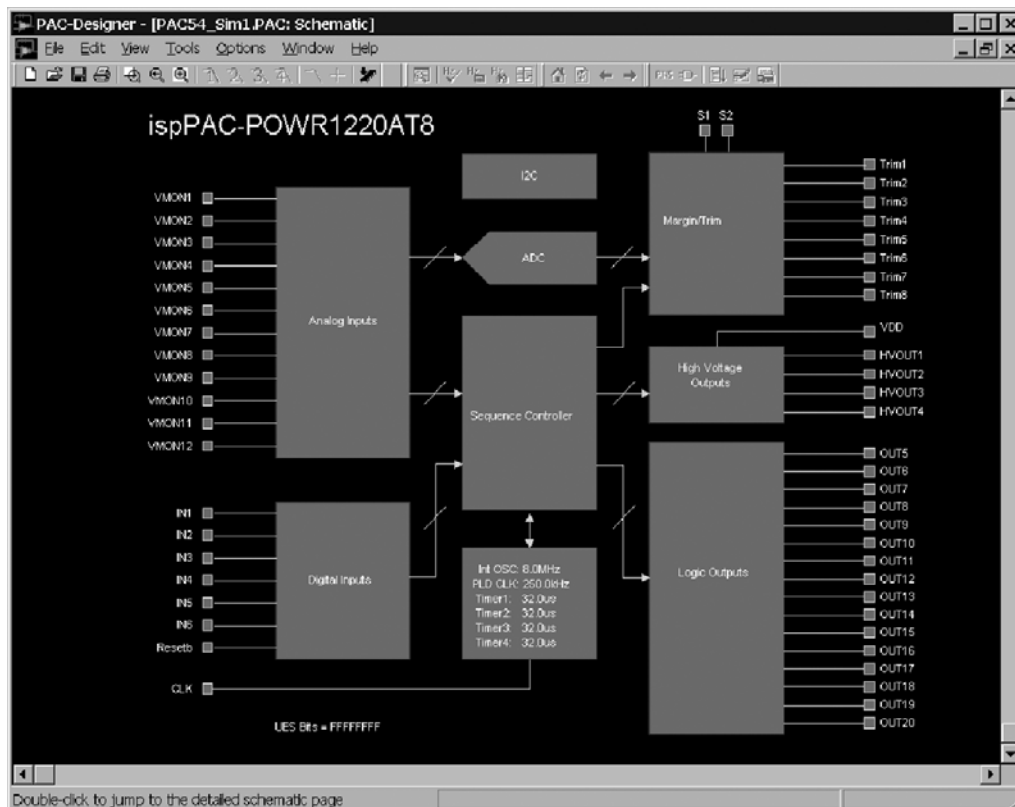 PAC-Designer - [PAC54_Sim1.PAC: Schematic]
File Edit View Tools Options Window Help
ispPAC-POWR1220AT8
S1 S2
I2C
ADC
Margin/Trim
Trim1
Trim2
Trim3
Trim4
Trim5
Trim6
Trim7
Trim8
VMON1
VMON2
VMON3
VMON4
VMON5
VMON6
VMON7
VMON8
VMON9
VMON10
VMON11
VMON12
Analog Inputs
Sequence Controller
VDD
High Voltage
Outputs
HVOUT1
HVOUT2
HVOUT3
HVOUT4
IN1
IN2
IN3
IN4
IN5
IN6
Resetb
CLK
Digital Inputs
Int OSC: 8.0MHz
PLD CLK: 250.0kHz
Timer1: 32.0us
Timer2: 32.0us
Timer3: 32.0us
Timer4: 32.0us
Logic Outputs
OUT5
OUT6
OUT7
OUT8
OUT9
OUT10
OUT11
OUT12
OUT13
OUT14
OUT15
OUT16
OUT17
OUT18
OUT19
OUT20
UES Bits = FFFFFFFF
Double-click to jump to the detailed schematic page